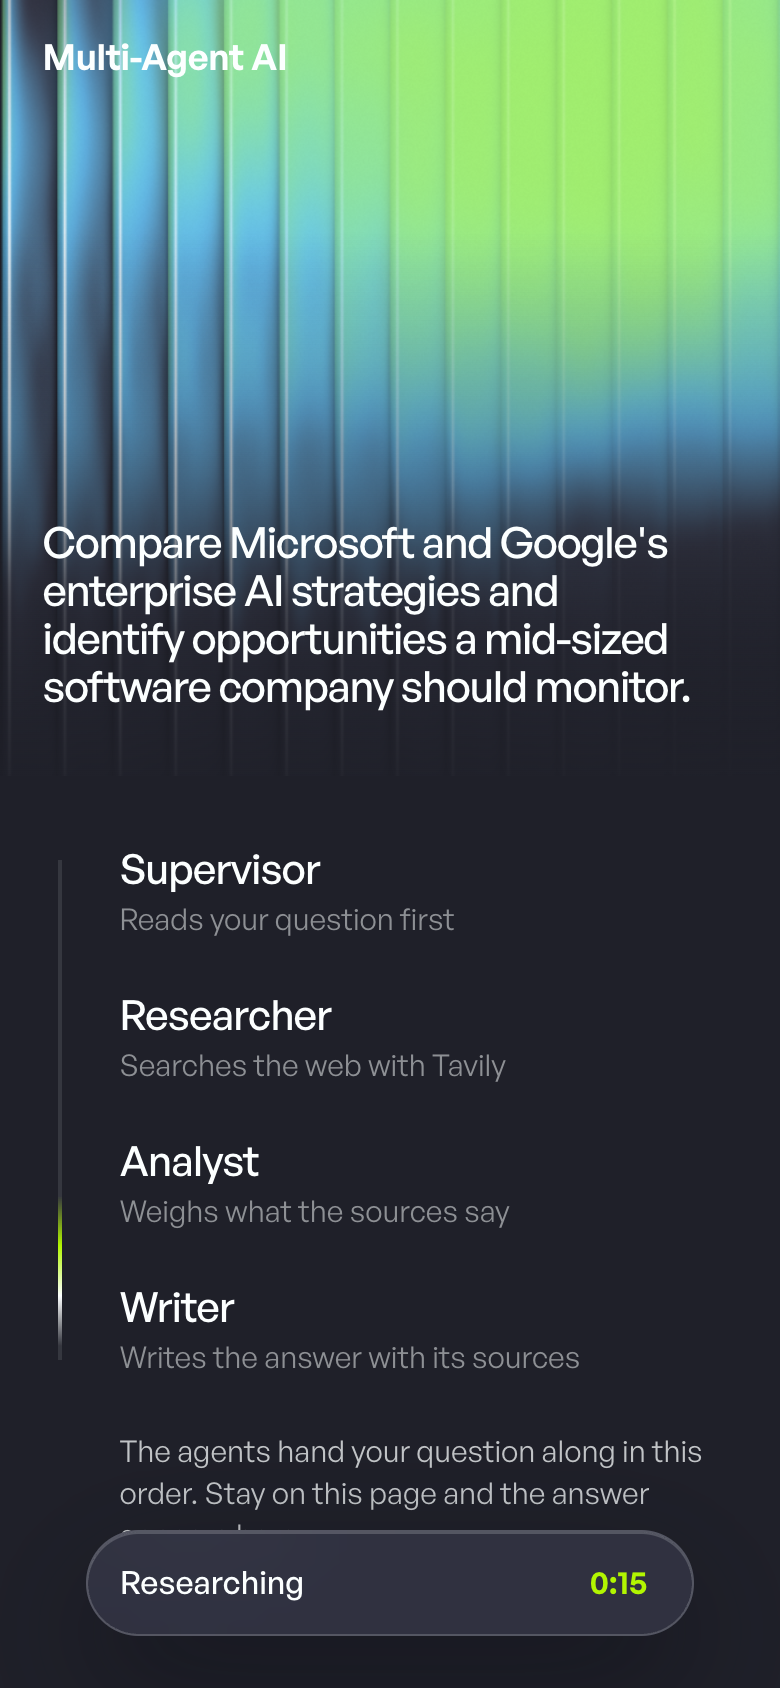 Multi-Agent AI
Compare Microsoft and Google's
enterprise AI strategies and
identify opportunities a mid-sized
software company should monitor.
Supervisor
Reads your question first
Researcher
Searches the web with Tavily
Analyst
Weighs what the sources say
Writer
Writes the answer with its sources
The agents hand your question along in this
order. Stay on this page and the answer
Researching
0:15